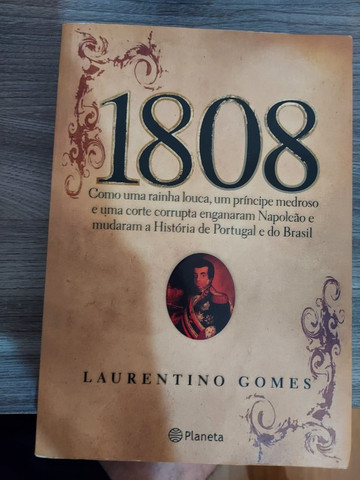 1808
Como uma rainha louca, um príncipe medroso
e uma corte corrupta enganaram Napoleão e
mudaram a História de Portugal e do Brasil
LAURENTINO GOMES
Planeta